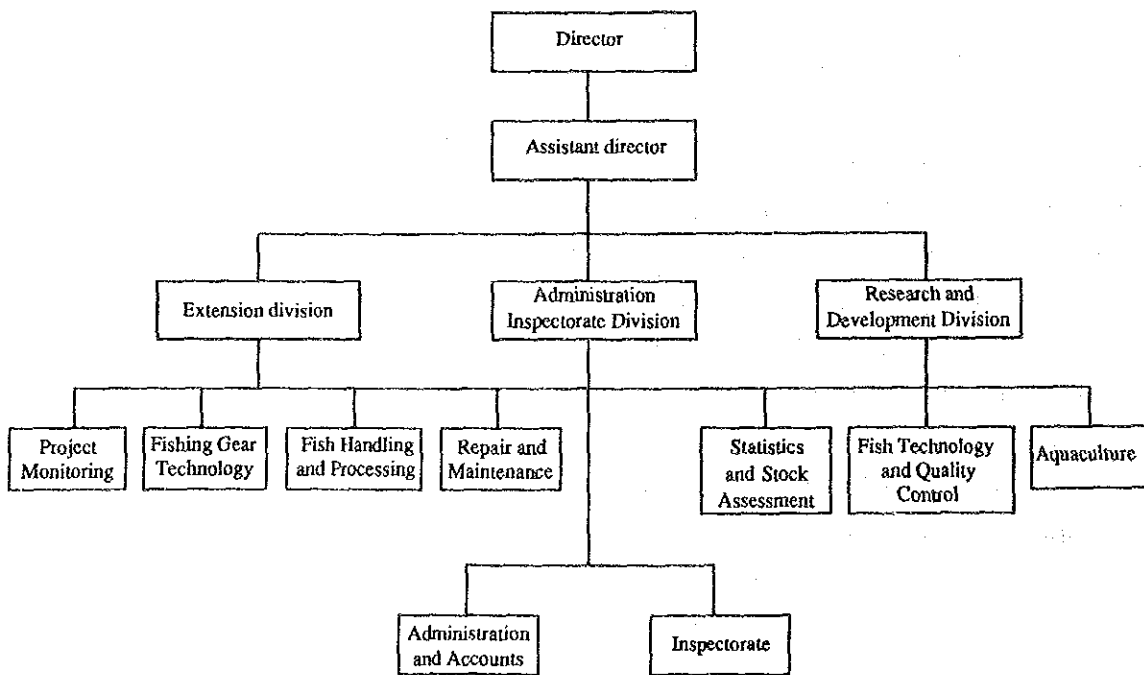 Director
Assistant director
Extension division
Administration
Inspectorate Division
Research and
Development Division
Project
Monitoring
Fishing Gear
Technology
Fish Handling
and Processing
Repair and
Maintenance
Statistics
and Stock
Assessment
Fish Technology
and Quality
Control
Aquaculture
Administration
and Accounts
Inspectorate